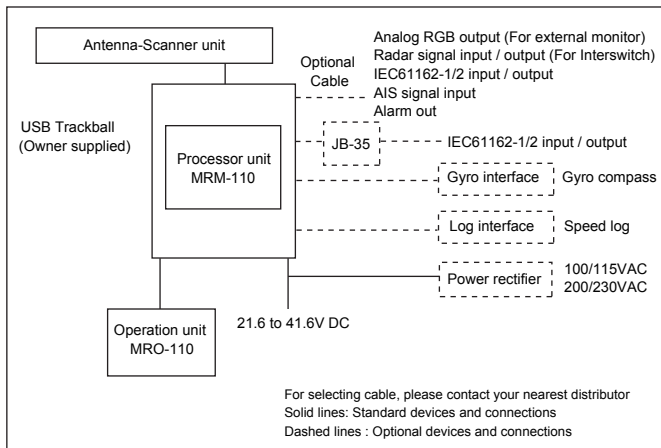 Antenna-Scanner unit
Optional
Cable
Analog RGB output (For external monitor)
Radar signal input / output (For Interswitch)
IEC61162-1/2 input / output
AIS signal input
Alarm out
USB Trackball
(Owner supplied)
Processor unit
MRM-110
JB-35
IEC61162-1/2 input / output
Gyro interface
Gyro compass
Log interface
Speed log
Power rectifier
100/115VAC
200/230VAC
Operation unit
MRO-110
21.6 to 41.6V DC
For selecting cable, please contact your nearest distributor
Solid lines: Standard devices and connections
Dashed lines : Optional devices and connections